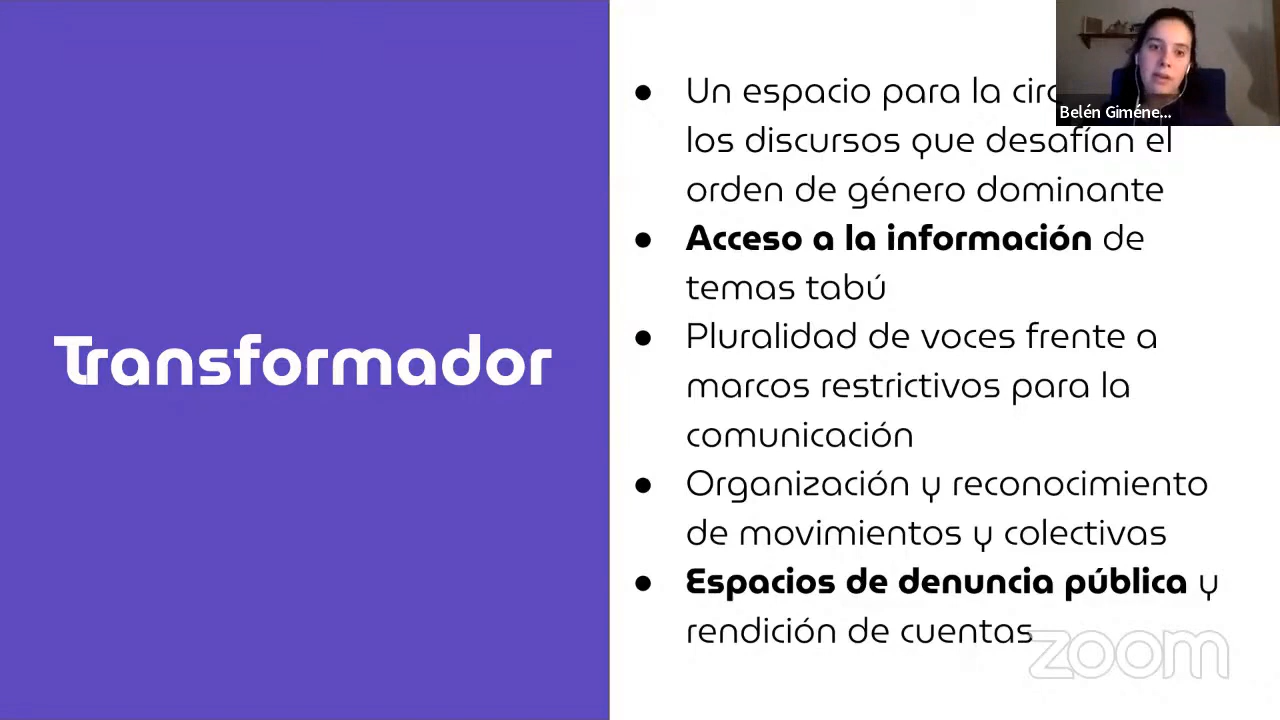 Transformador
● Un espacio para la
los discursos que desafían el
orden de género dominante
● Acceso a la información de
temas tabú
● Pluralidad de voces frente a
marcos restrictivos para la
comunicación
● Organización y reconocimiento
de movimientos y colectivas
● Espacios de denuncia pública y
rendición de cuentas
Belén Giméne...
zoom